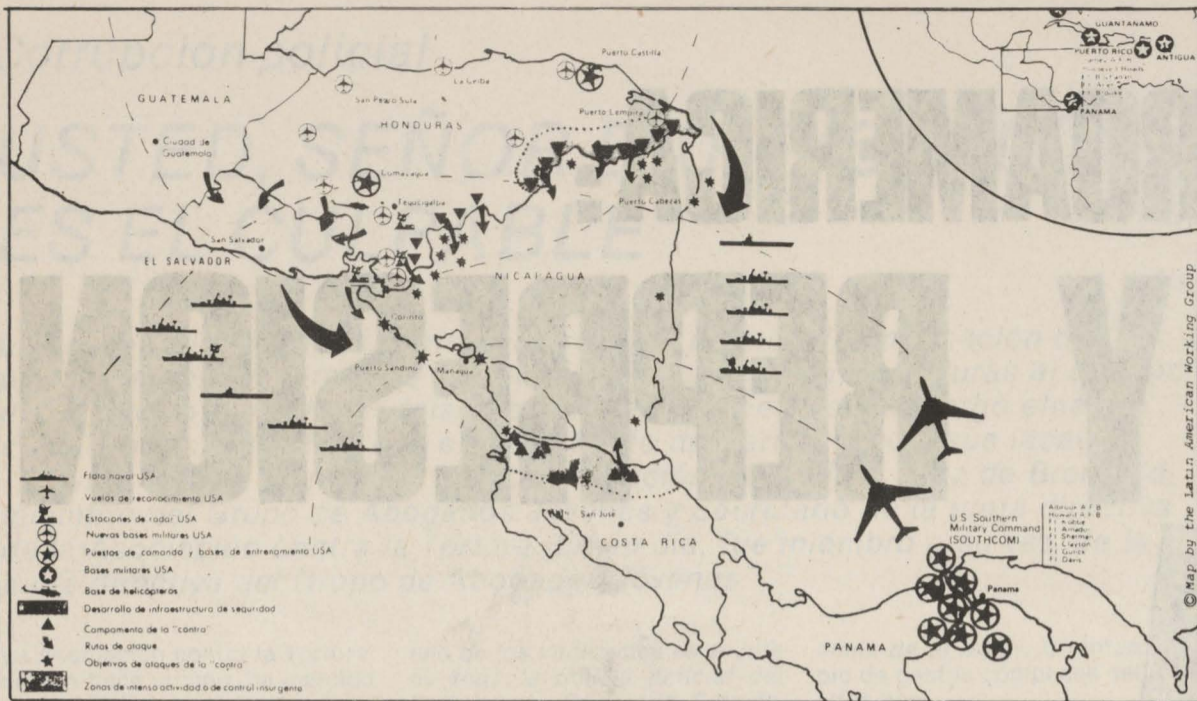 GUATEMALA
Ciudad de
Guatemala
San Pedro Sula
La Ceiba
Puerto Castilla
HONDURAS
Puerto Lempira
Tegucigalpa
Puerto Cabezas
San Salvador
EL SALVADOR
NICARAGUA
Corinto
Puerto Sandino
Managua
San José
COSTA RICA
PANAMA
Panama
GUANTANAMO
PUERTO RICO
ANTIGUA
PANAMA
U.S. Southern
Military Command
(SOUTHCOM)
Albrook A.F.B.
Howard A.F.B.
Ft. Amador
Ft. Sherman
Ft. Clayton
Ft. Gulick
Ft. Davis
Flota naval USA
Vuelos de reconocimiento USA
Estaciones de radar USA
Nuevas bases militares USA
Puestos de comando y bases de entrenamiento USA
Bases militares USA
Base de helicópteros
Desarrollo de infraestructura de seguridad
Campamento de la "contra"
Rutas de ataque
Objetivos de ataques de la "contra"
Zonas de intensa actividad o de control insurgente
© Map by the Latin American Working Group